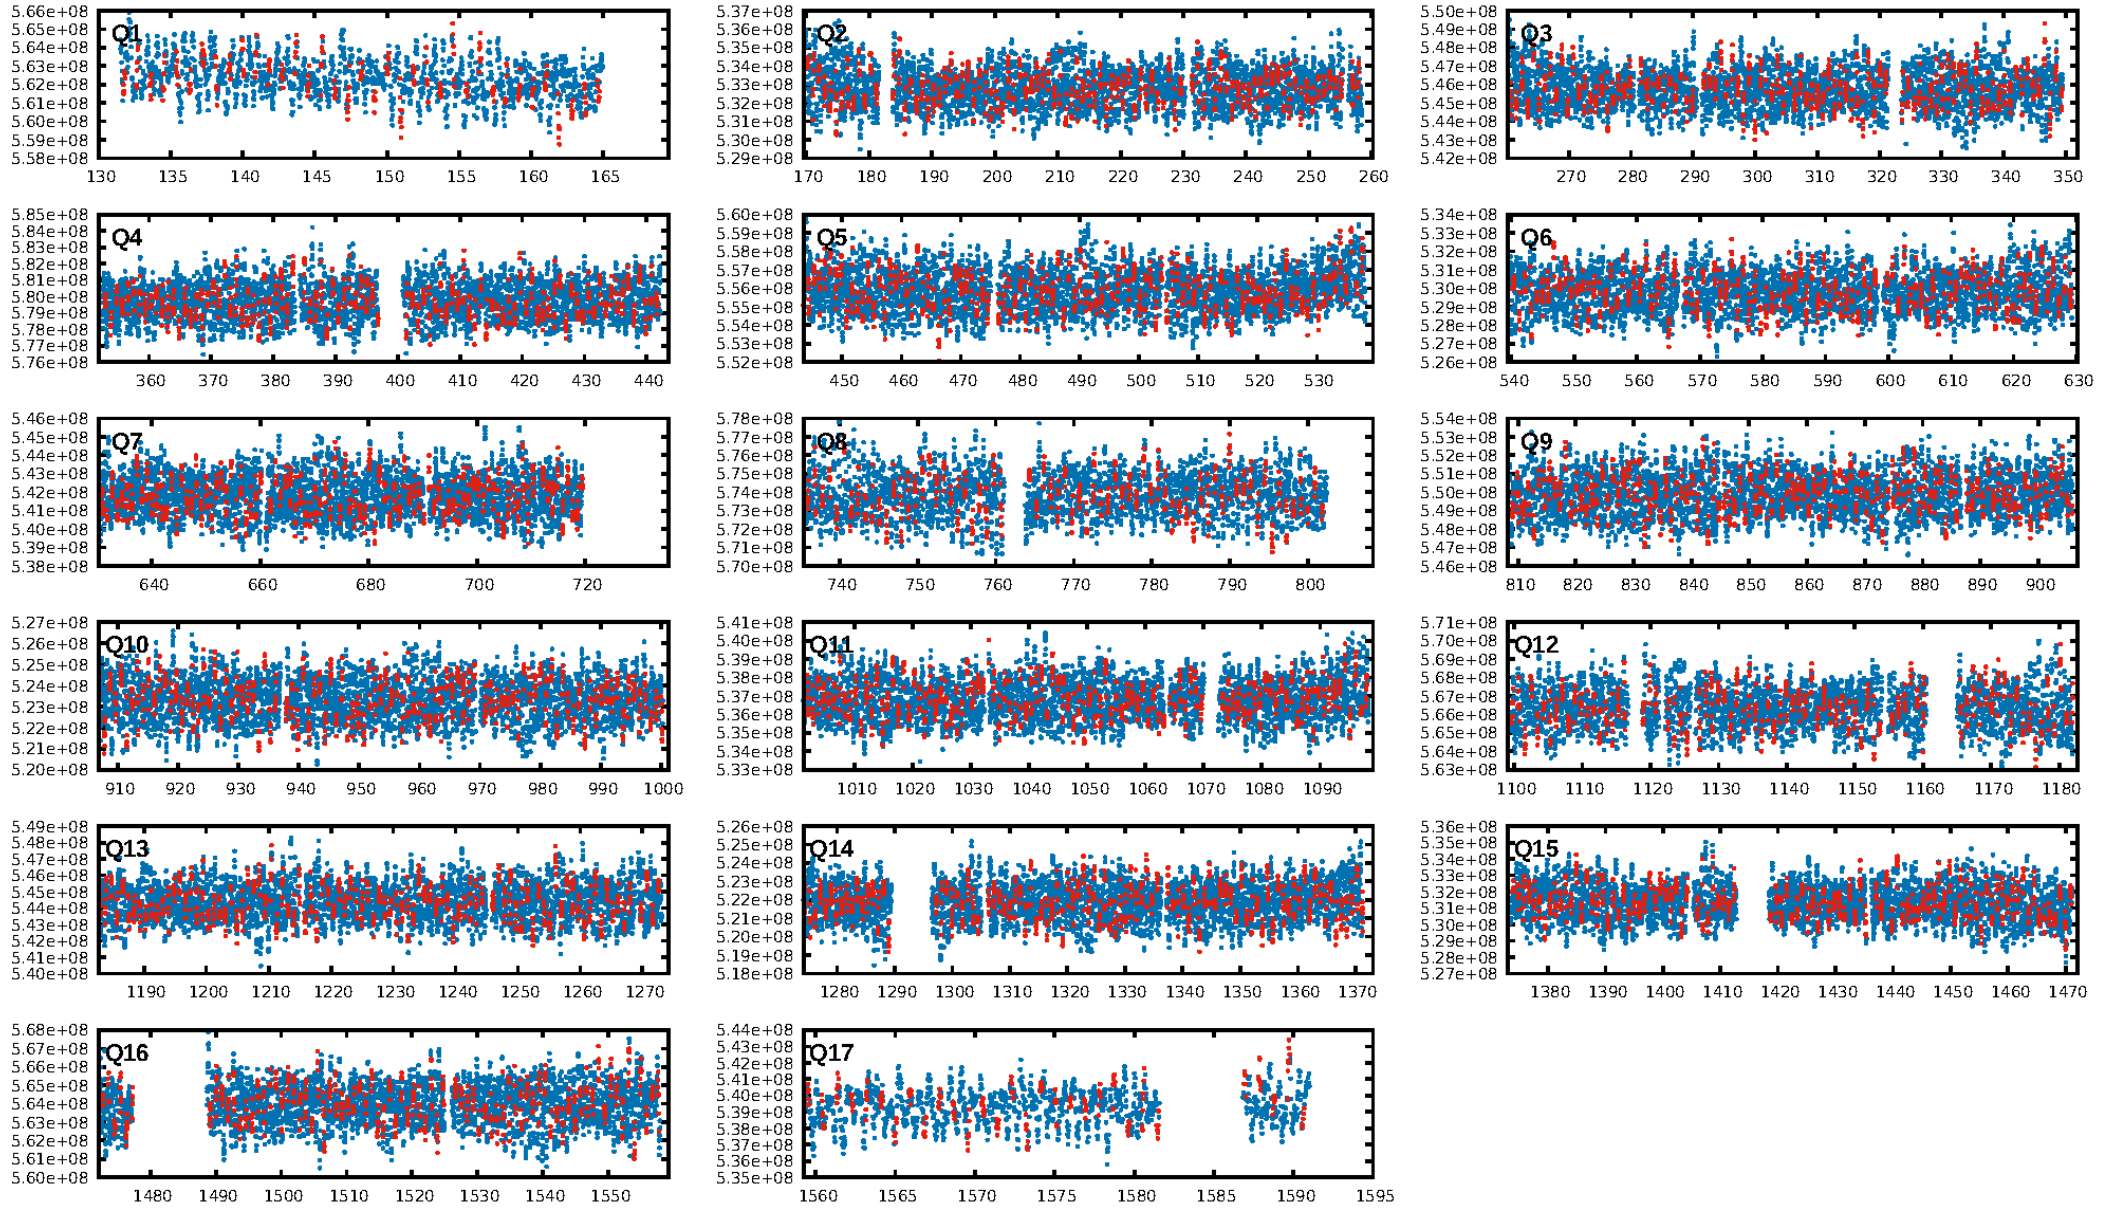 5.66e+08
5.65e+08
Q1
5.64e+08
5.63e+08
5.62e+08
5.61e+08
5.60e+08
5.59e+08
5.58e+08
130 135 140 145 150 155 160 165
5.37e+08
5.36e+08
Q2
5.35e+08
5.34e+08
5.33e+08
5.32e+08
5.31e+08
5.30e+08
5.29e+08
170 180 190 200 210 220 230 240 250 260
5.50e+08
5.49e+08
Q3
5.48e+08
5.47e+08
5.46e+08
5.45e+08
5.44e+08
5.43e+08
5.42e+08
270 280 290 300 310 320 330 340 350
5.85e+08
5.84e+08
Q4
5.83e+08
5.82e+08
5.81e+08
5.80e+08
5.79e+08
5.78e+08
5.77e+08
5.76e+08
360 370 380 390 400 410 420 430 440
5.60e+08
5.59e+08
Q5
5.58e+08
5.57e+08
5.56e+08
5.55e+08
5.54e+08
5.53e+08
5.52e+08
450 460 470 480 490 500 510 520 530
5.34e+08
5.33e+08
Q6
5.32e+08
5.31e+08
5.30e+08
5.29e+08
5.28e+08
5.27e+08
5.26e+08
540 550 560 570 580 590 600 610 620 630
5.46e+08
5.45e+08
Q7
5.44e+08
5.43e+08
5.42e+08
5.41e+08
5.40e+08
5.39e+08
5.38e+08
640 660 680 700 720
5.78e+08
5.77e+08
Q8
5.76e+08
5.75e+08
5.74e+08
5.73e+08
5.72e+08
5.71e+08
5.70e+08
740 750 760 770 780 790 800
5.54e+08
5.53e+08
Q9
5.52e+08
5.51e+08
5.50e+08
5.49e+08
5.48e+08
5.47e+08
5.46e+08
810 820 830 840 850 860 870 880 890 900
5.27e+08
5.26e+08
Q10
5.25e+08
5.24e+08
5.23e+08
5.22e+08
5.21e+08
5.20e+08
910 920 930 940 950 960 970 980 990 1000
5.41e+08
5.40e+08
Q11
5.39e+08
5.38e+08
5.37e+08
5.36e+08
5.35e+08
5.34e+08
5.33e+08
1010 1020 1030 1040 1050 1060 1070 1080 1090
5.71e+08
5.70e+08
Q12
5.69e+08
5.68e+08
5.67e+08
5.66e+08
5.65e+08
5.64e+08
5.63e+08
1100 1110 1120 1130 1140 1150 1160 1170 1180
5.49e+08
5.48e+08
Q13
5.47e+08
5.46e+08
5.45e+08
5.44e+08
5.43e+08
5.42e+08
5.41e+08
5.40e+08
1190 1200 1210 1220 1230 1240 1250 1260 1270
5.26e+08
5.25e+08
Q14
5.24e+08
5.23e+08
5.22e+08
5.21e+08
5.20e+08
5.19e+08
5.18e+08
1280 1290 1300 1310 1320 1330 1340 1350 1360 1370
5.36e+08
5.35e+08
Q15
5.34e+08
5.33e+08
5.32e+08
5.31e+08
5.30e+08
5.29e+08
5.28e+08
5.27e+08
1380 1390 1400 1410 1420 1430 1440 1450 1460 1470
5.68e+08
5.67e+08
Q16
5.66e+08
5.65e+08
5.64e+08
5.63e+08
5.62e+08
5.61e+08
5.60e+08
1480 1490 1500 1510 1520 1530 1540 1550
5.44e+08
5.43e+08
Q17
5.42e+08
5.41e+08
5.40e+08
5.39e+08
5.38e+08
5.37e+08
5.36e+08
5.35e+08
1560 1565 1570 1575 1580 1585 1590 1595